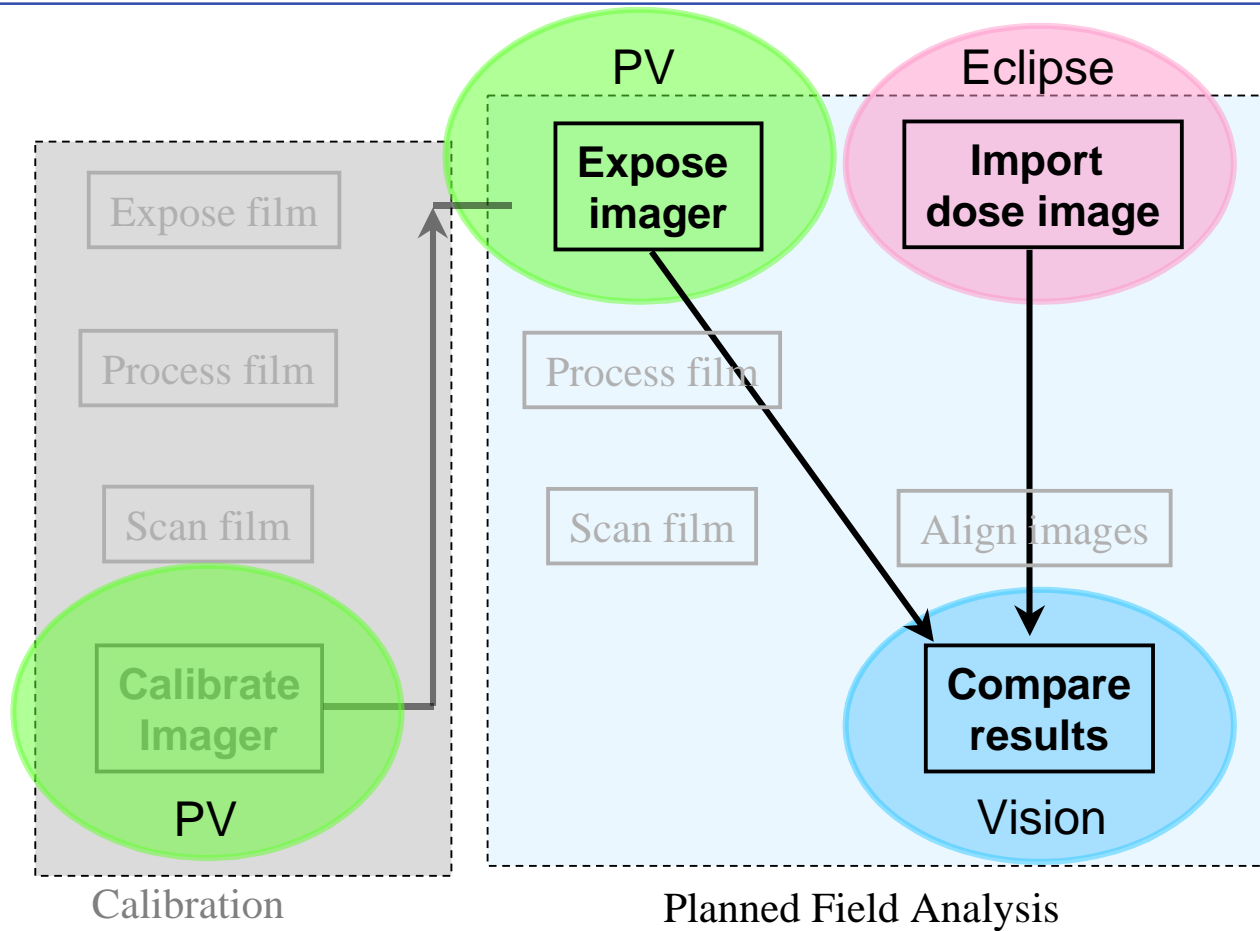 PV
Eclipse
Expose film
Expose
imager
Import
dose image
Process film
Process film
Scan film
Scan film
Align images
Calibrate
Imager
PV
Compare
results
Vision
Calibration
Planned Field Analysis